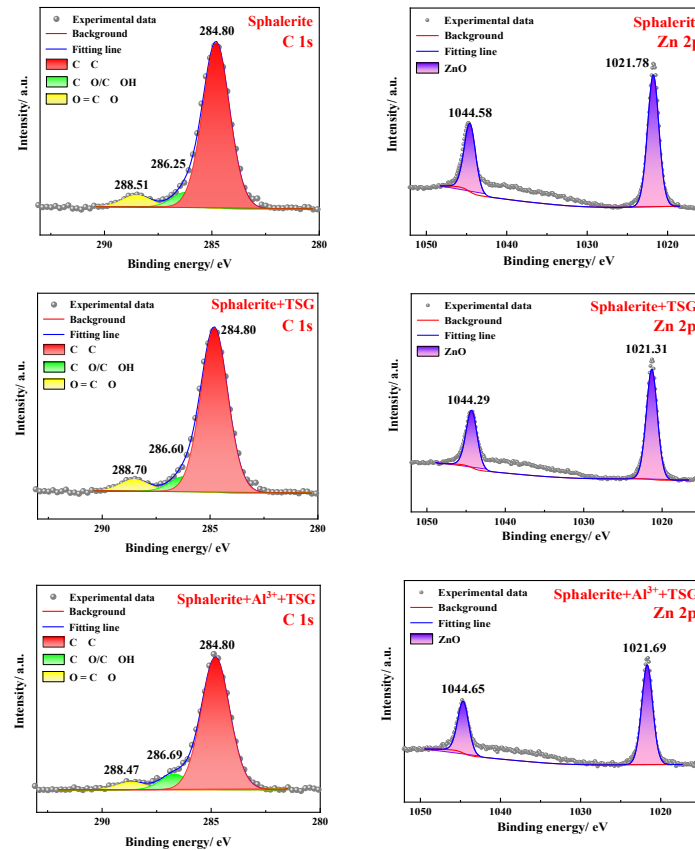 Experimental data
Background
Fitting line
C C
C O/C OH
O = C O
Sphalerite
C 1s
284.80
286.25
288.51
Intensity/ a.u.
290
285
280
Binding energy/ eV
Experimental data
Background
Fitting line
ZnO
Sphalerite
Zn 2p
1021.78
1044.58
Intensity/ a.u.
1050
1040
1030
1020
Binding energy/ eV
Experimental data
Background
Fitting line
C C
C O/C OH
O = C O
Sphalerite+TSG
C 1s
284.80
286.60
288.70
Intensity/ a.u.
290
285
280
Binding energy/ eV
Experimental data
Background
Fitting line
ZnO
Sphalerite+TSG
Zn 2p
1021.31
1044.29
Intensity/ a.u.
1050
1040
1030
1020
Binding energy/ eV
Experimental data
Background
Fitting line
C C
C O/C OH
O = C O
Sphalerite+Al³⁺+TSG
C 1s
284.80
286.69
288.47
Intensity/ a.u.
290
285
280
Binding energy/ eV
Experimental data
Background
Fitting line
ZnO
Sphalerite+Al³⁺+TSG
Zn 2p
1021.69
1044.65
Intensity/ a.u.
1050
1040
1030
1020
Binding energy/ eV